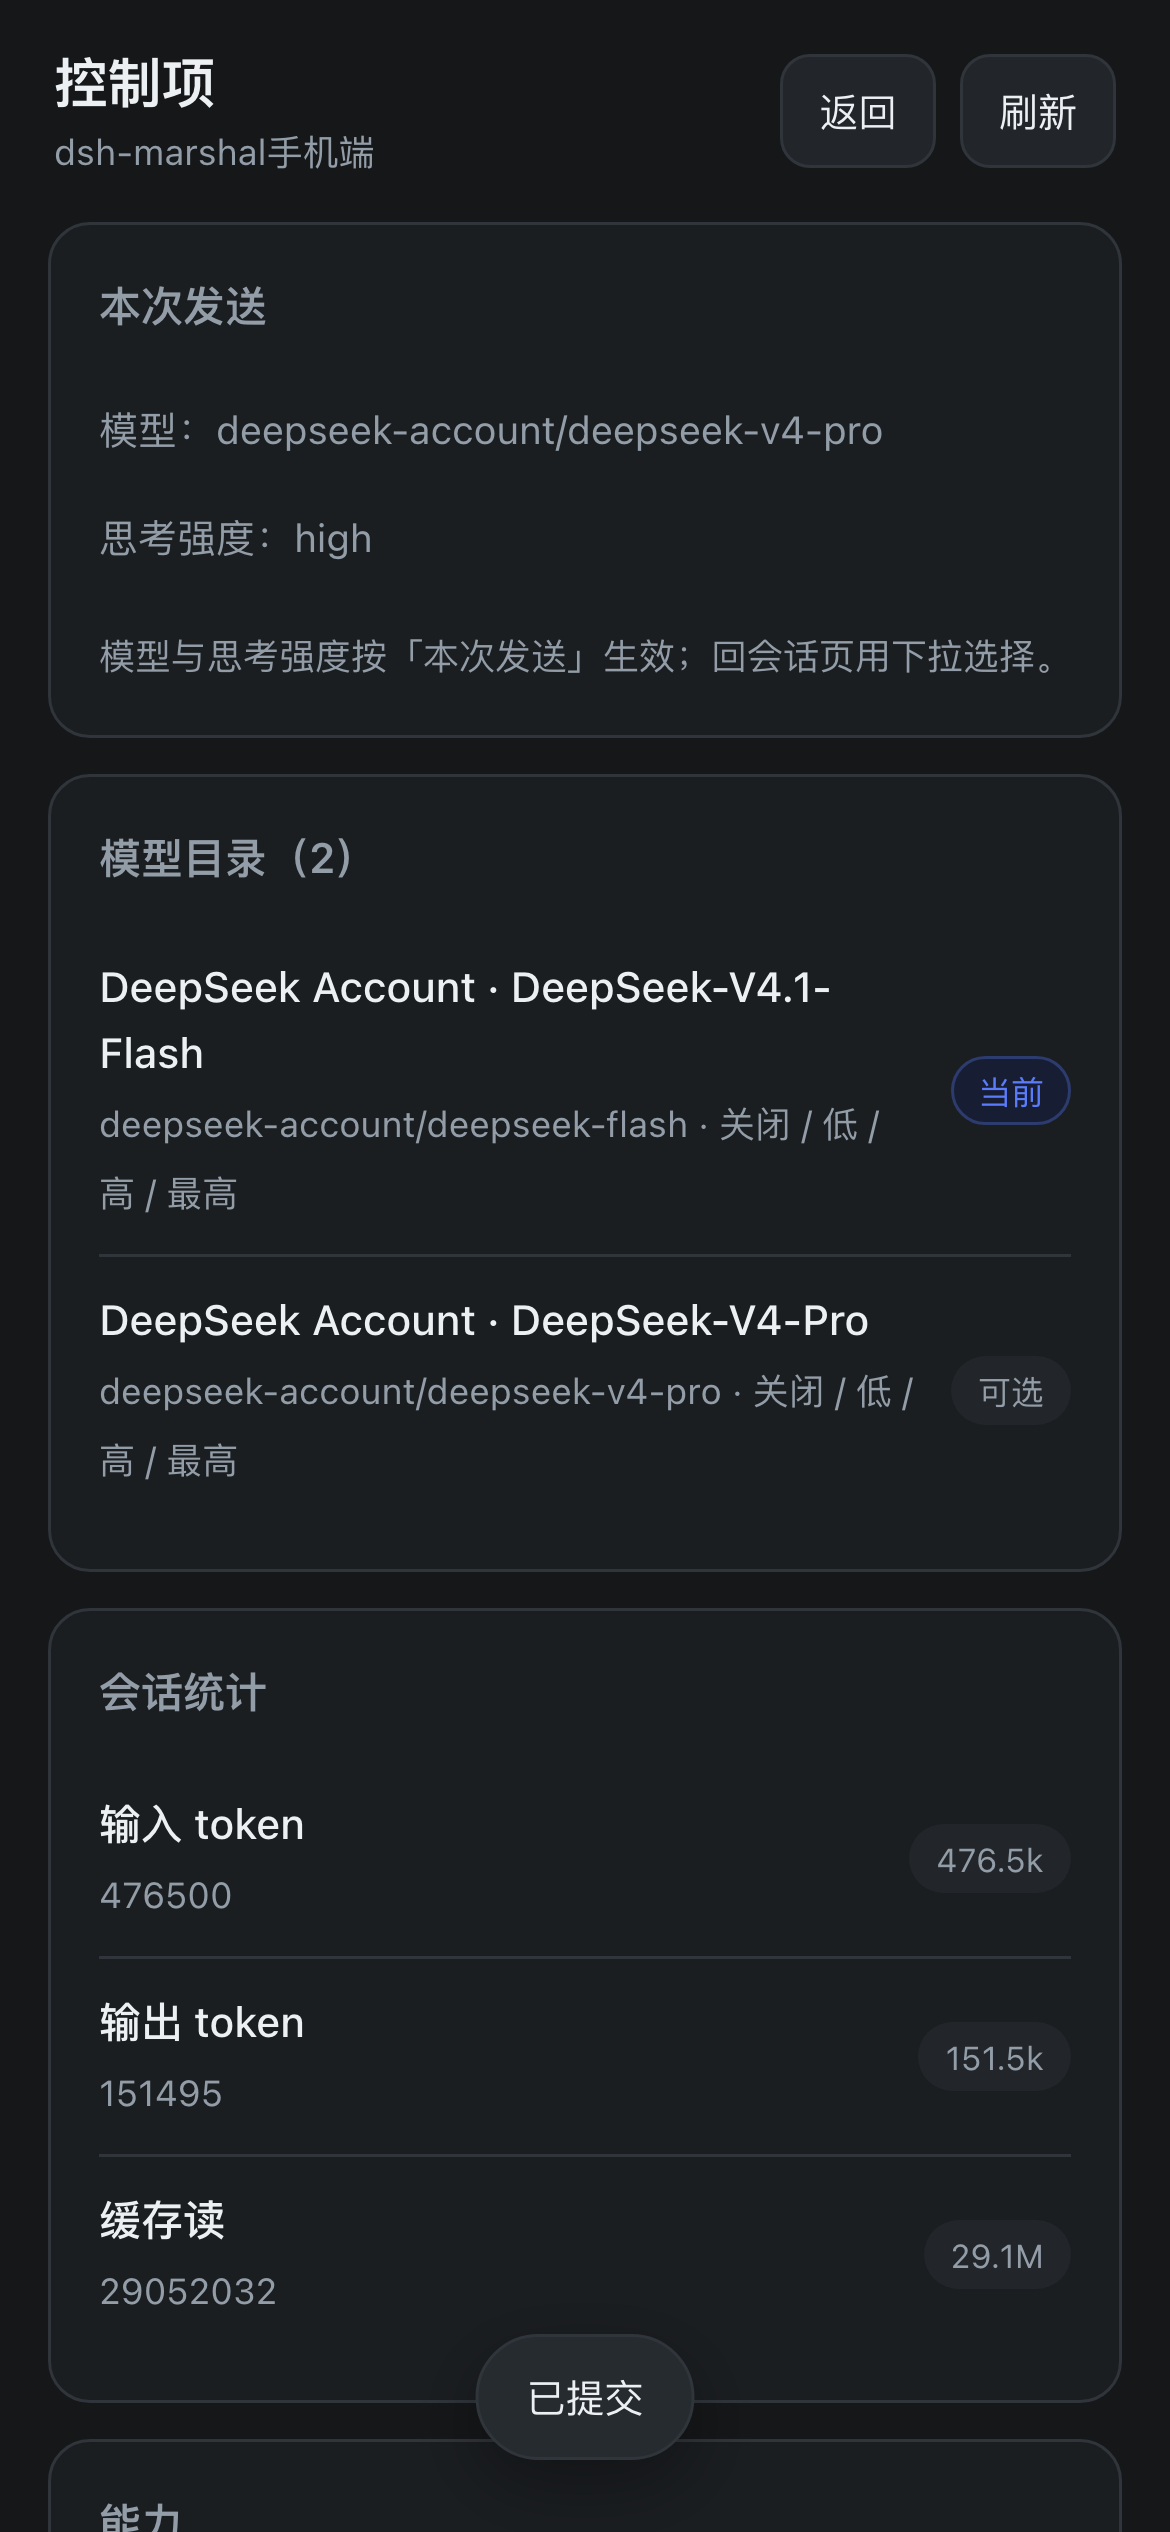 控制项
dsh-marshal手机端
返回
刷新
本次发送
模型：deepseek-account/deepseek-v4-pro
思考强度：high
模型与思考强度按「本次发送」生效；回会话页用下拉选择。
模型目录（2）
DeepSeek Account · DeepSeek-V4.1-
Flash
deepseek-account/deepseek-flash · 关闭 / 低 /
高 / 最高
当前
DeepSeek Account · DeepSeek-V4-Pro
deepseek-account/deepseek-v4-pro · 关闭 / 低 /
高 / 最高
可选
会话统计
输入 token
476500
476.5k
输出 token
151495
151.5k
缓存读
29052032
29.1M
已提交
能力